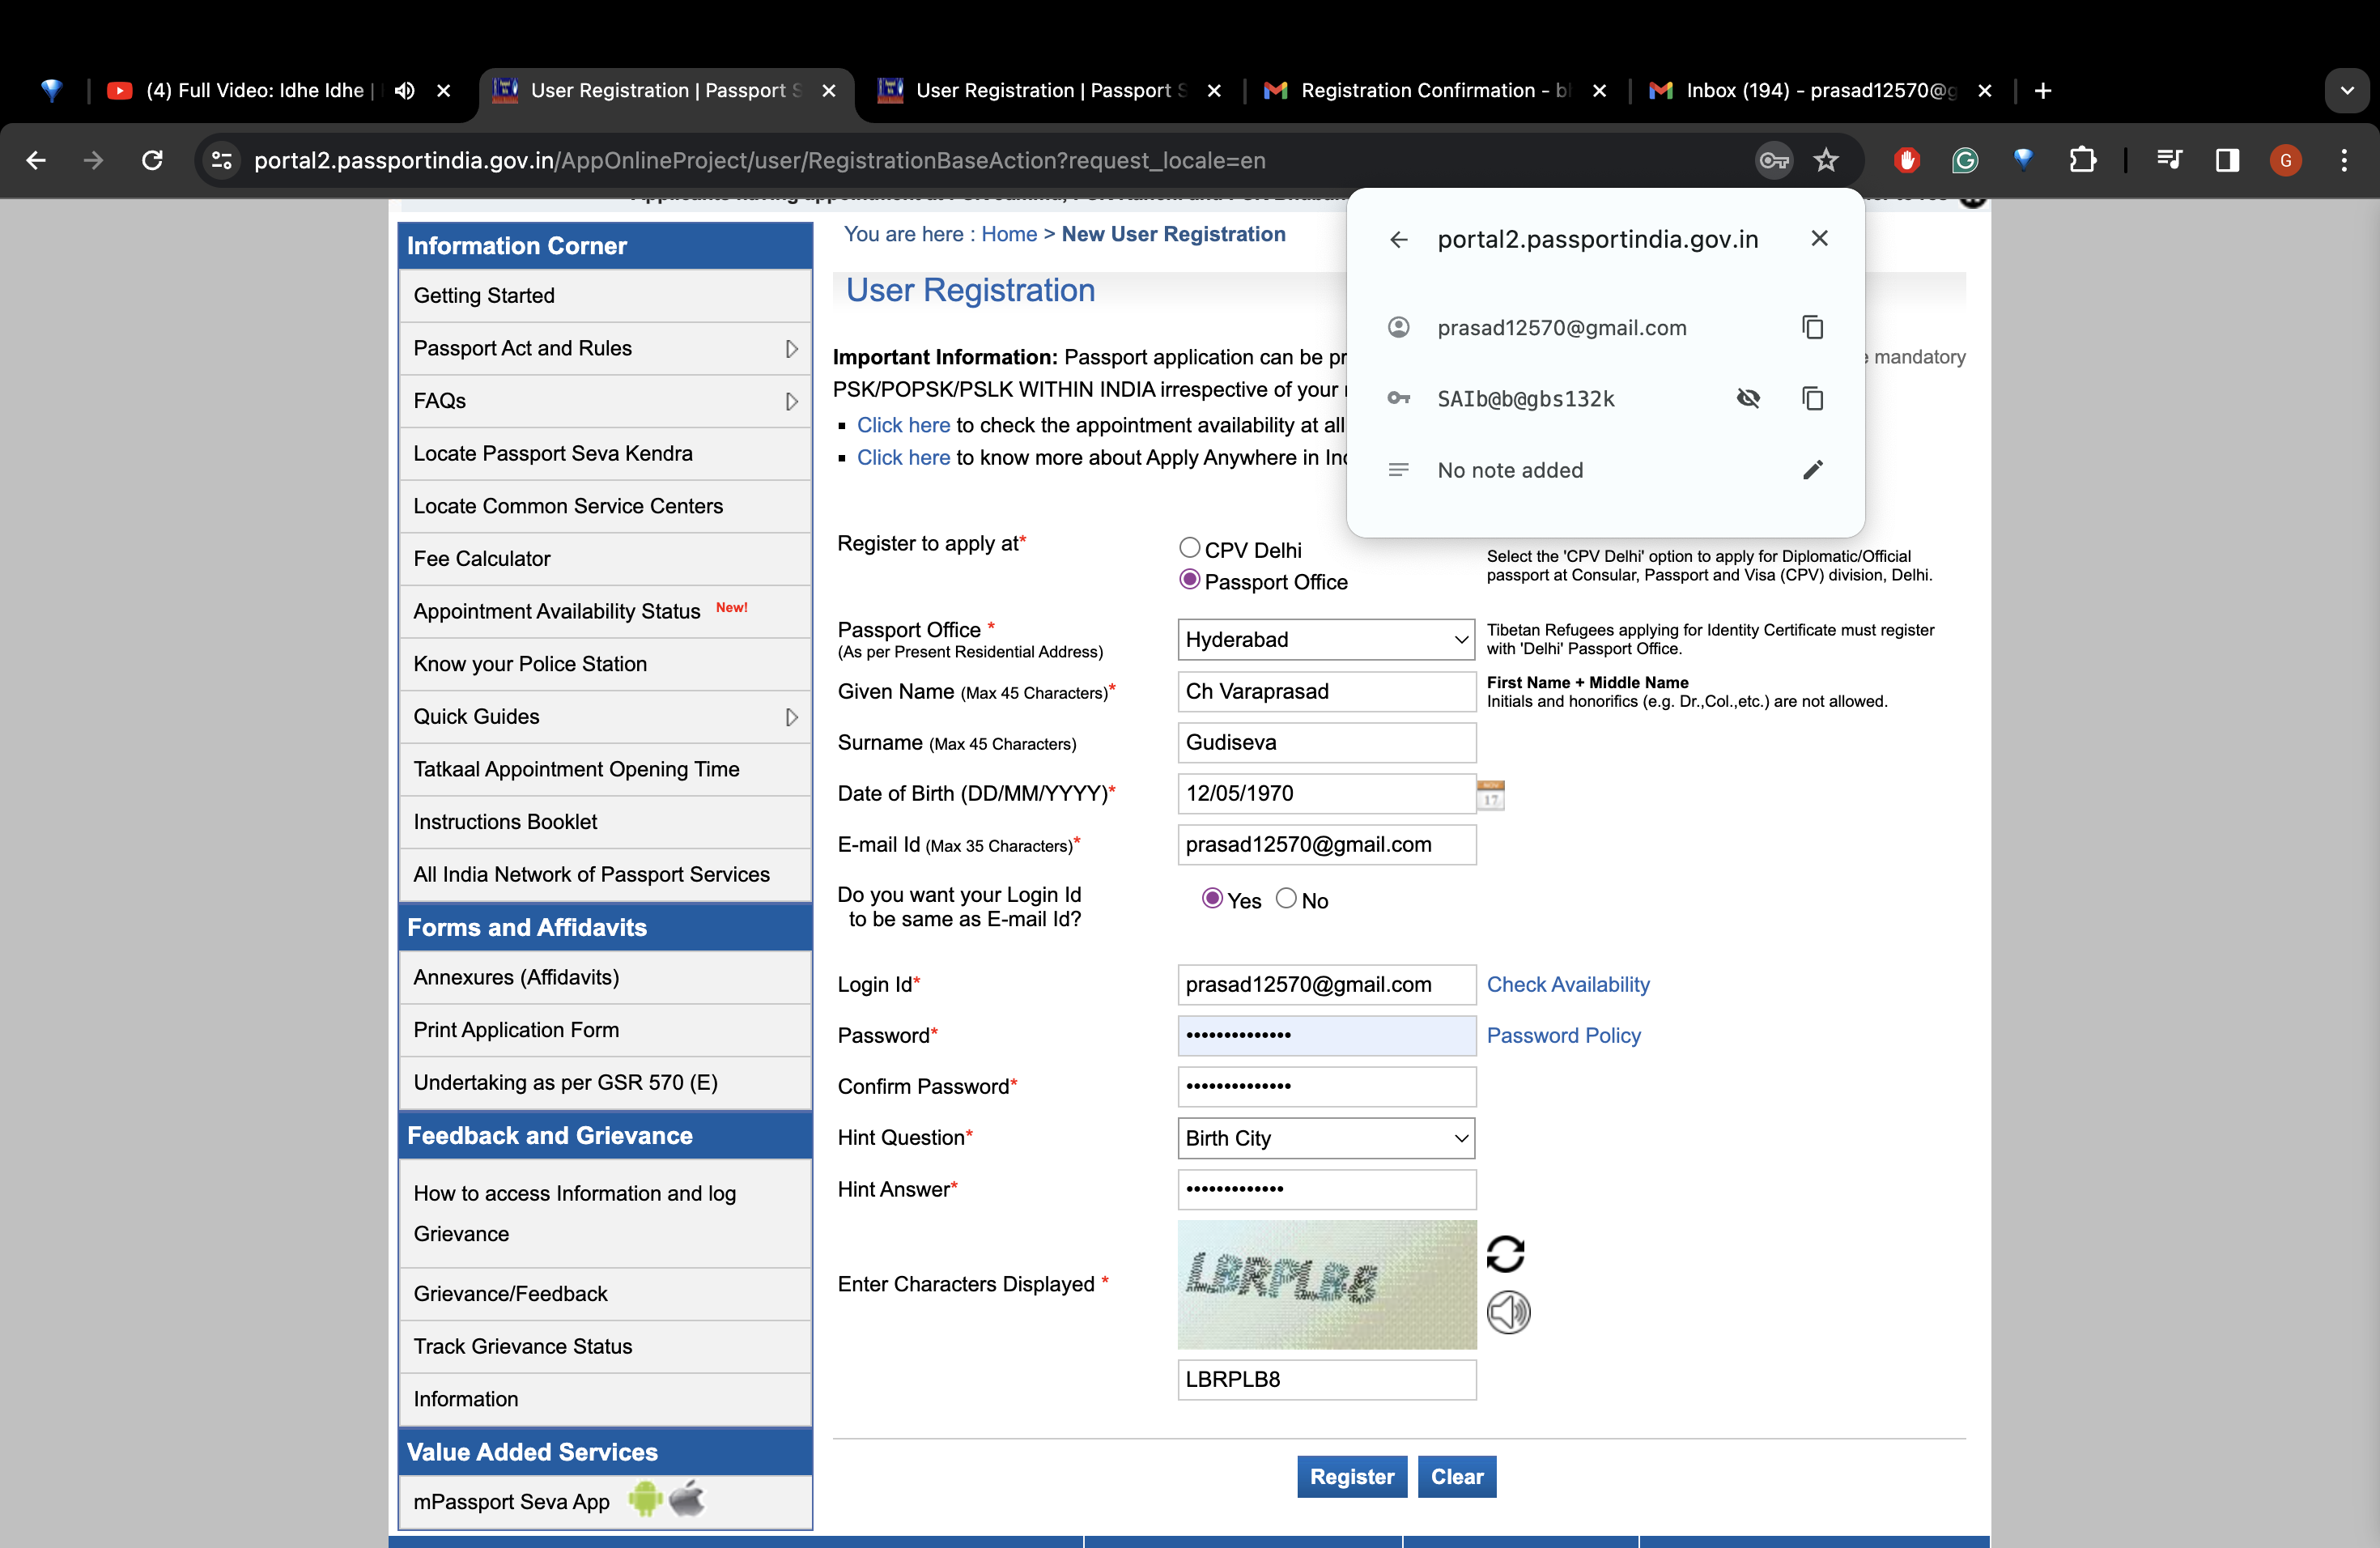 (4) Full Video: Idhe Idhe |
User Registration | Passport S
User Registration | Passport S
Registration Confirmation - b
Inbox (194) - prasad12570@g
portal2.passportindia.gov.in/AppOnlineProject/user/RegistrationBaseAction?request_locale=en
G
portal2.passportindia.gov.in
prasad12570@gmail.com
SAIb@b@gbs132k
No note added
Information Corner
Getting Started
Passport Act and Rules
FAQs
Locate Passport Seva Kendra
Locate Common Service Centers
Fee Calculator
Appointment Availability Status New!
Know your Police Station
Quick Guides
Tatkaal Appointment Opening Time
Instructions Booklet
All India Network of Passport Services
Forms and Affidavits
Annexures (Affidavits)
Print Application Form
Undertaking as per GSR 570 (E)
Feedback and Grievance
How to access Information and log
Grievance
Grievance/Feedback
Track Grievance Status
Information
Value Added Services
mPassport Seva App
You are here : Home > New User Registration
User Registration
Important Information: Passport application can be pr
mandatory
PSK/POPSK/PSLK WITHIN INDIA irrespective of your
Click here to check the appointment availability at all
Click here to know more about Apply Anywhere in In
Register to apply at*
CPV Delhi
Passport Office
Select the 'CPV Delhi' option to apply for Diplomatic/Official
passport at Consular, Passport and Visa (CPV) division, Delhi.
Passport Office *
(As per Present Residential Address)
Hyderabad
Tibetan Refugees applying for Identity Certificate must register
with 'Delhi' Passport Office.
Given Name (Max 45 Characters)*
Ch Varaprasad
First Name + Middle Name
Initials and honorifics (e.g. Dr.,Col.,etc.) are not allowed.
Surname (Max 45 Characters)
Gudiseva
Date of Birth (DD/MM/YYYY)*
12/05/1970
17
E-mail Id (Max 35 Characters)*
prasad12570@gmail.com
Do you want your Login Id
to be same as E-mail Id?
Yes No
Login Id*
prasad12570@gmail.com
Check Availability
Password*
••••••••••••••
Password Policy
Confirm Password*
••••••••••••••
Hint Question*
Birth City
Hint Answer*
•••••••••••••
Enter Characters Displayed *
LBRPLB8
LBRPLB8
Register
Clear